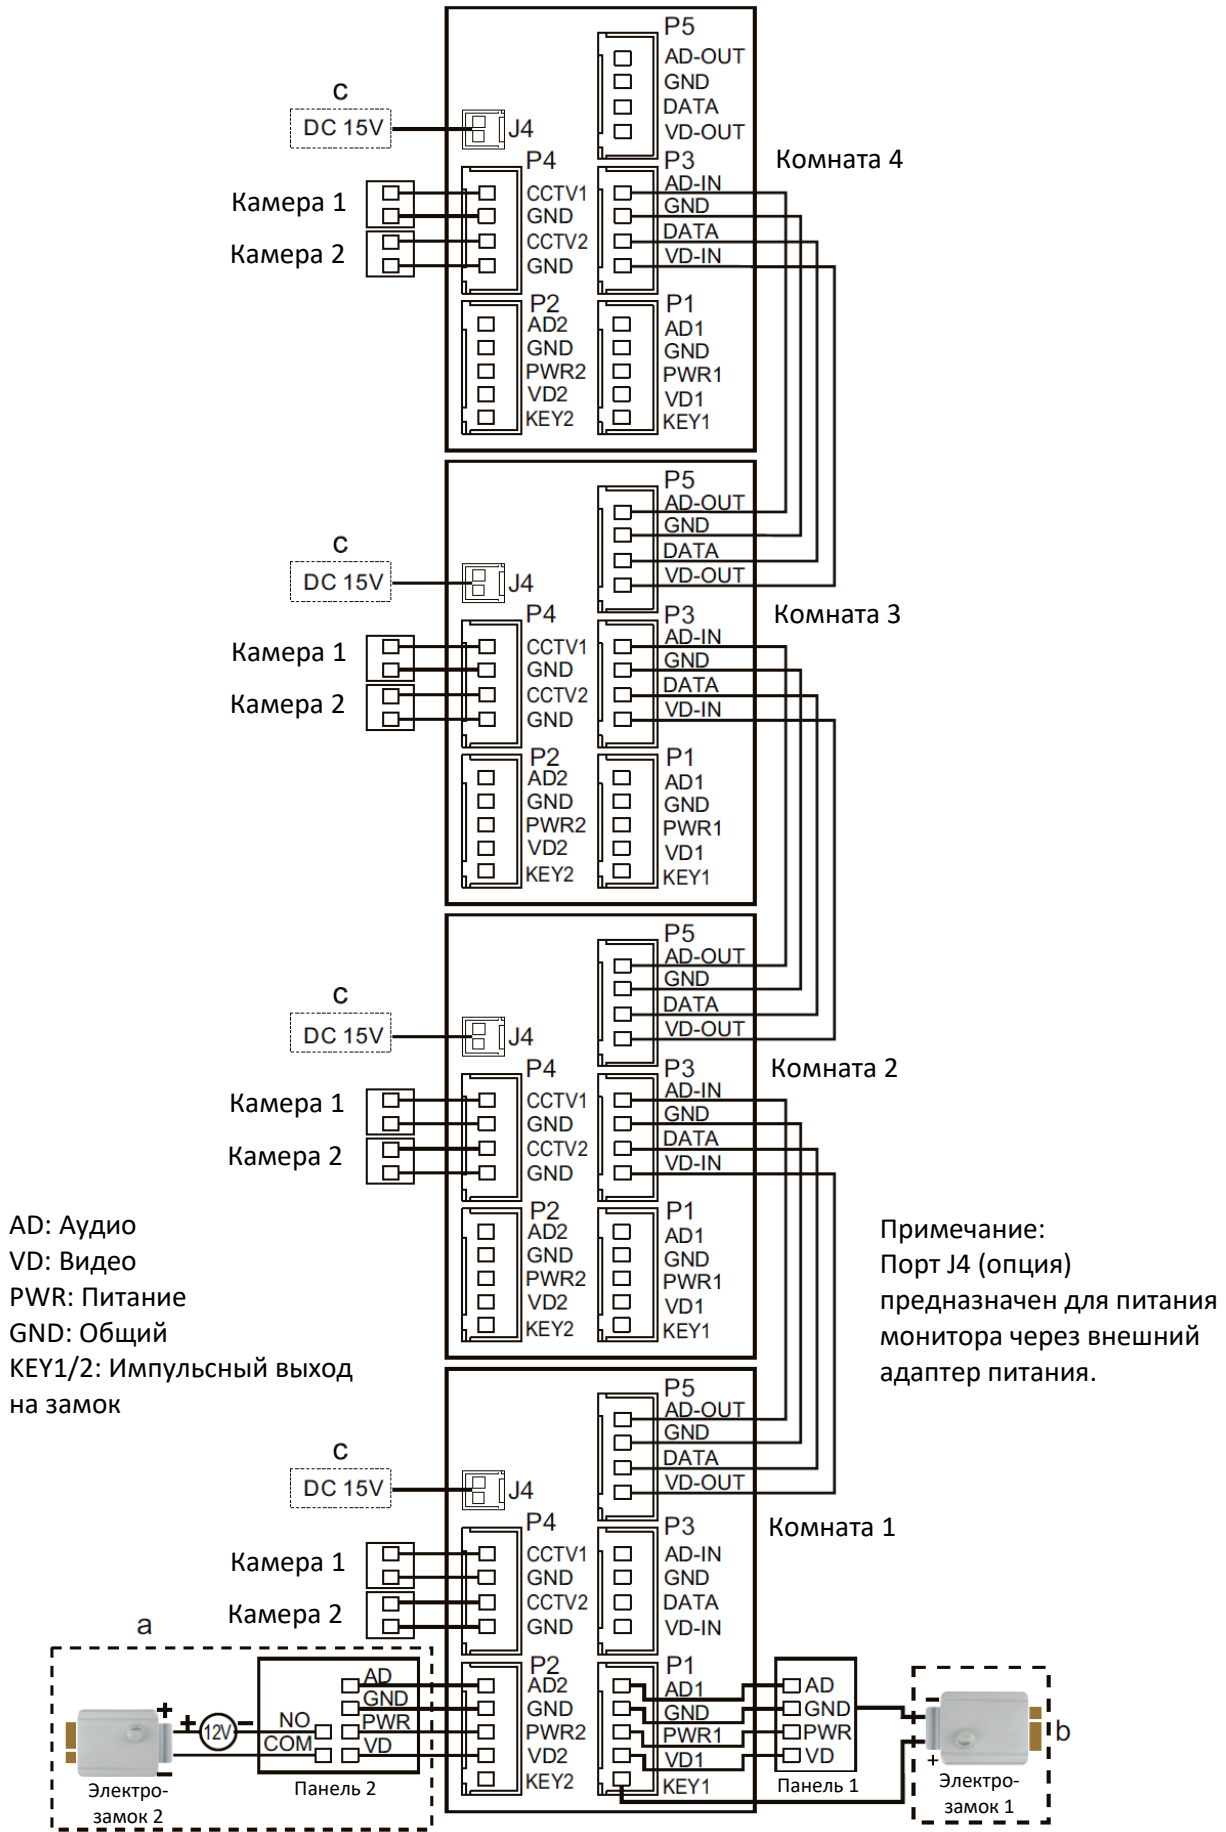 P5
AD-OUT
GND
DATA
VD-OUT
C
DC 15V
J4
P4
CCTV1
GND
CCTV2
GND
Камера 1
Камера 2
P3
AD-IN
GND
DATA
VD-IN
Комната 4
P2
AD2
GND
PWR2
VD2
KEY2
P1
AD1
GND
PWR1
VD1
KEY1
P5
AD-OUT
GND
DATA
VD-OUT
C
DC 15V
J4
P4
CCTV1
GND
CCTV2
GND
Камера 1
Камера 2
P3
AD-IN
GND
DATA
VD-IN
Комната 3
P2
AD2
GND
PWR2
VD2
KEY2
P1
AD1
GND
PWR1
VD1
KEY1
P5
AD-OUT
GND
DATA
VD-OUT
C
DC 15V
J4
P4
CCTV1
GND
CCTV2
GND
Камера 1
Камера 2
P3
AD-IN
GND
DATA
VD-IN
Комната 2
P2
AD2
GND
PWR2
VD2
KEY2
P1
AD1
GND
PWR1
VD1
KEY1
AD: Аудио
VD: Видео
PWR: Питание
GND: Общий
KEY1/2: Импульсный выход
на замок
Примечание:
Порт J4 (опция)
предназначен для питания
монитора через внешний
адаптер питания.
P5
AD-OUT
GND
DATA
VD-OUT
C
DC 15V
J4
P4
CCTV1
GND
CCTV2
GND
Камера 1
Камера 2
P3
AD-IN
GND
DATA
VD-IN
Комната 1
P2
AD2
GND
PWR2
VD2
KEY2
P1
AD1
GND
PWR1
VD1
KEY1
a
+
+ 12V −
−
NO
COM
AD
GND
PWR
VD
Электро-
замок 2
Панель 2
AD
GND
PWR
VD
Панель 1
−
+
b
Электро-
замок 1